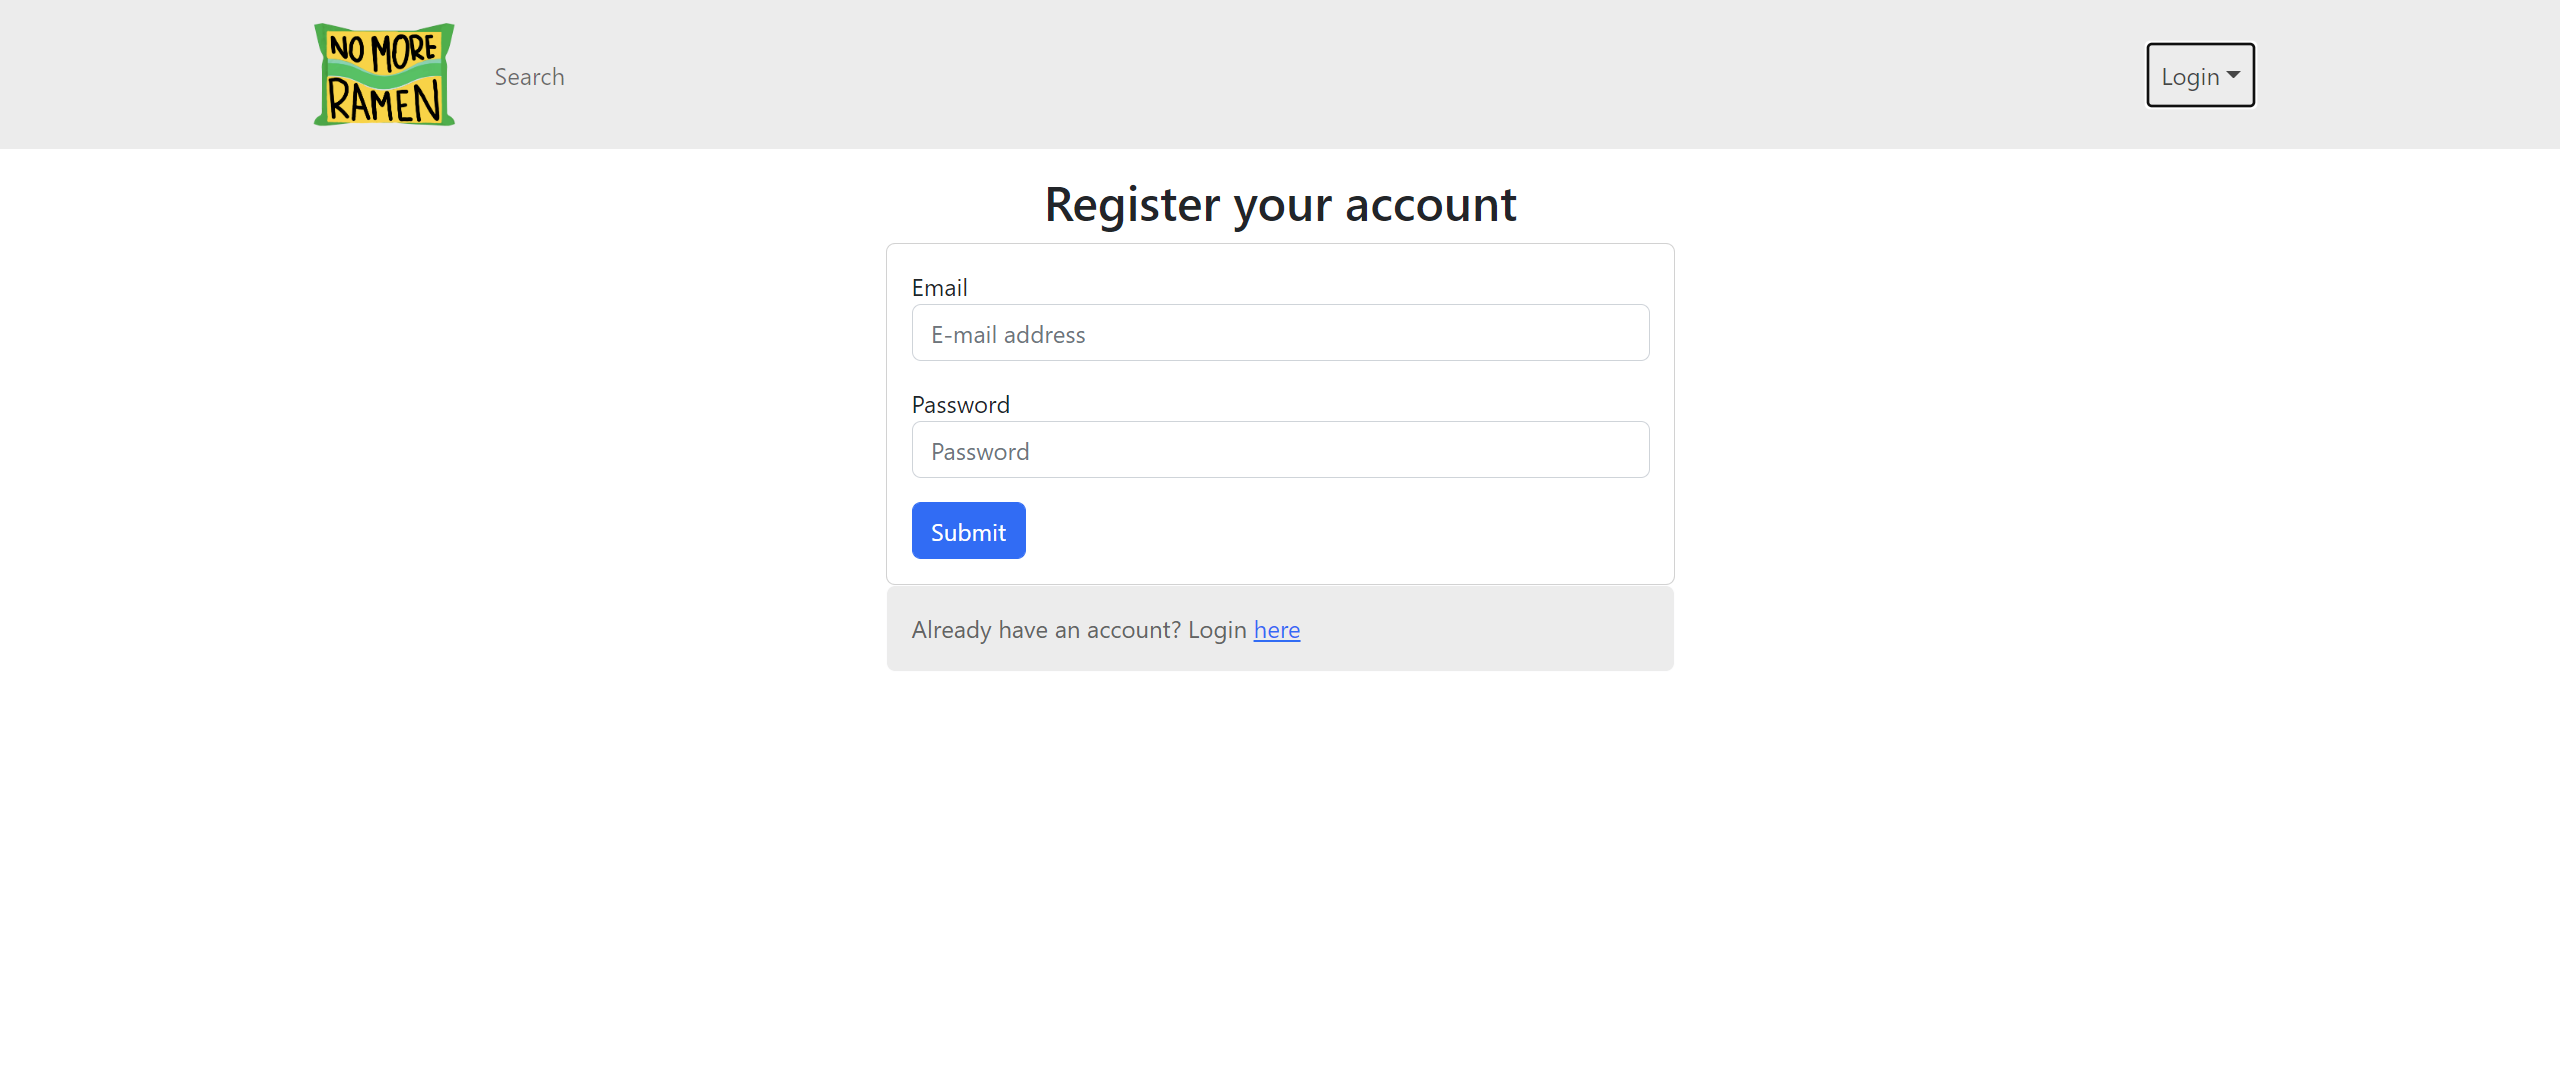 NO MORE
RAMEN
Search
Login
Register your account
Email
E-mail address
Password
Password
Submit
Already have an account? Login here